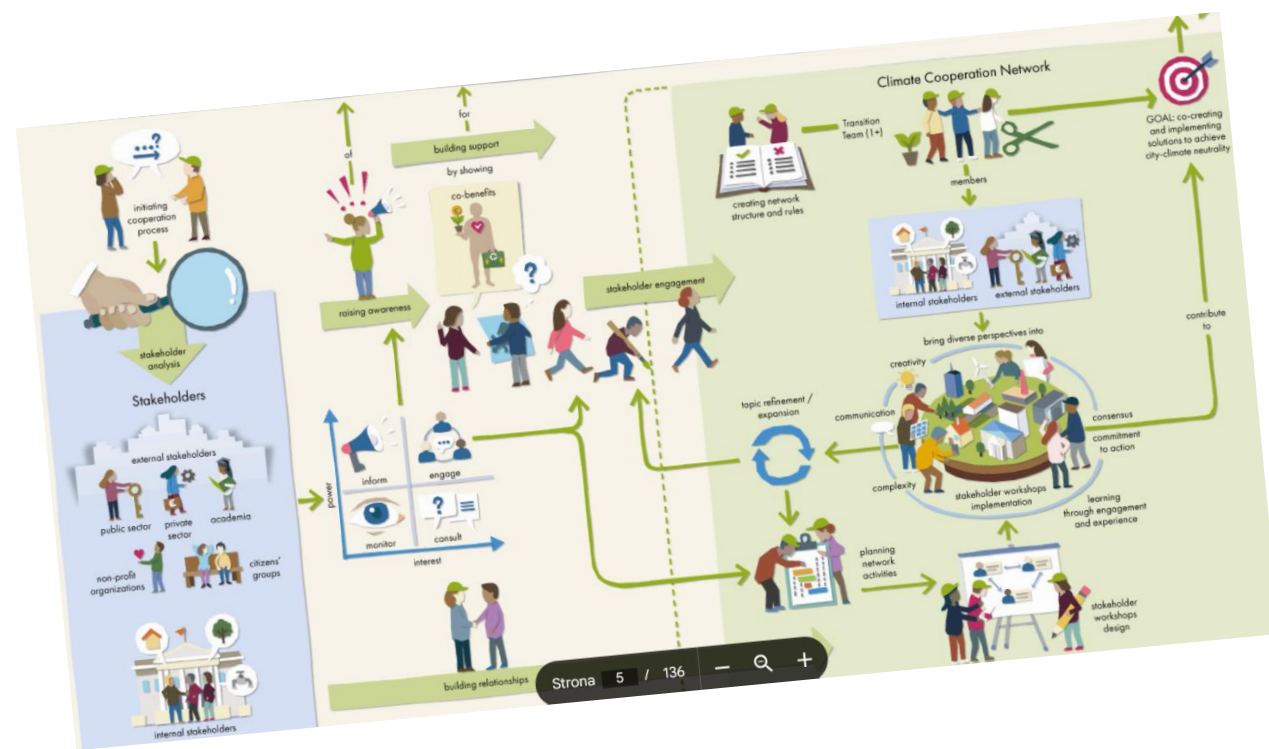 initiating
cooperation
process
stakeholder
analysis
Stakeholders
external stakeholders
public sector
private
sector
academia
non-profit
organizations
citizens'
groups
internal stakeholders
of
for
building support
by showing
co-benefits
?
?
raising awareness
stakeholder engagement
power
inform
engage
monitor
?
consult
interest
building relationships
Climate Cooperation Network
Transition
Team (1+)
creating network
structure and rules
members
GOAL: co-creating
and implementing
solutions to achieve
city-climate neutrality
internal stakeholders
external stakeholders
bring diverse perspectives into
creativity
communication
complexity
consensus
commitment
to action
stakeholder workshops
implementation
learning
through engagement
and experience
contribute
to
topic refinement /
expansion
planning
network
activities
stakeholder
workshops
design
Strona 5 / 136